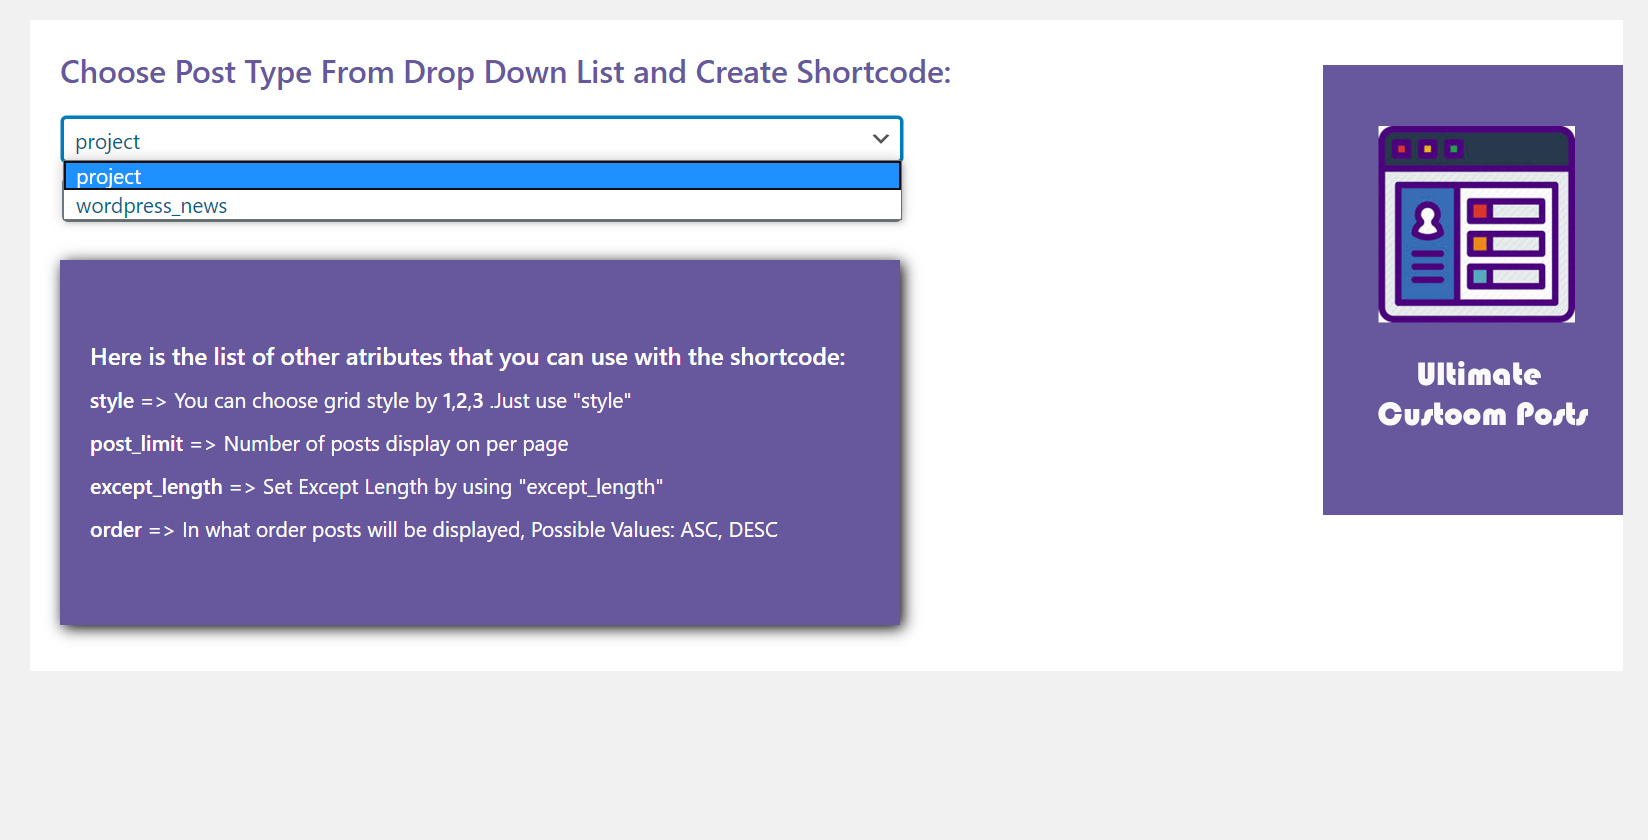 Choose Post Type From Drop Down List and Create Shortcode:
project
project
wordpress_news
Here is the list of other atributes that you can use with the shortcode:
style => You can choose grid style by 1,2,3 .Just use "style"
post_limit => Number of posts display on per page
except_length => Set Except Length by using "except_length"
order => In what order posts will be displayed, Possible Values: ASC, DESC
Ultimate
Custoom Posts